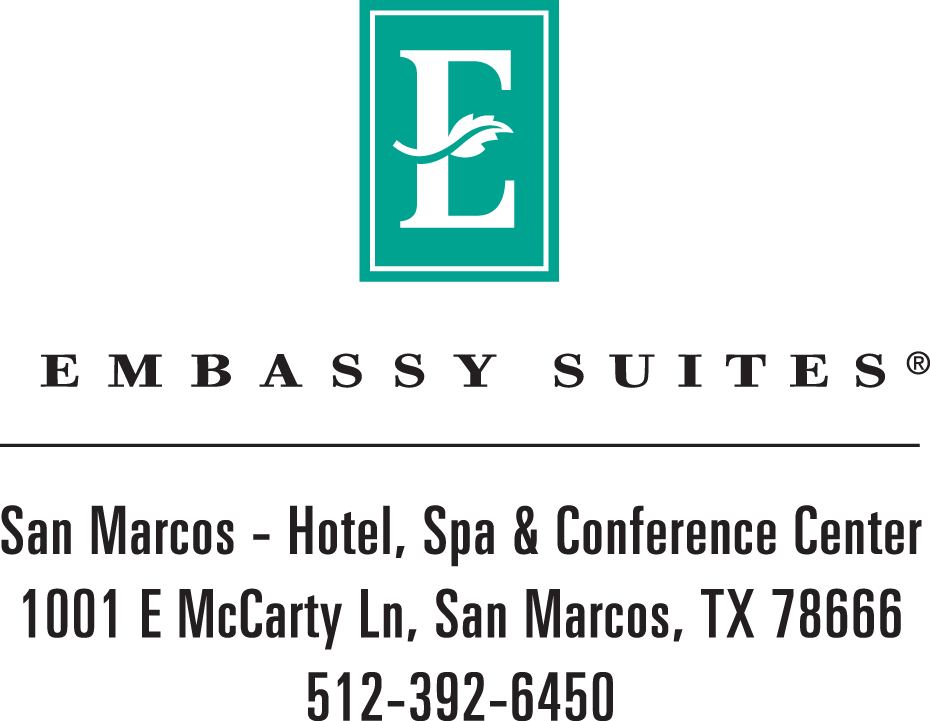 E
EMBASSY SUITES®
San Marcos - Hotel, Spa & Conference Center
1001 E McCarty Ln, San Marcos, TX 78666
512-392-6450